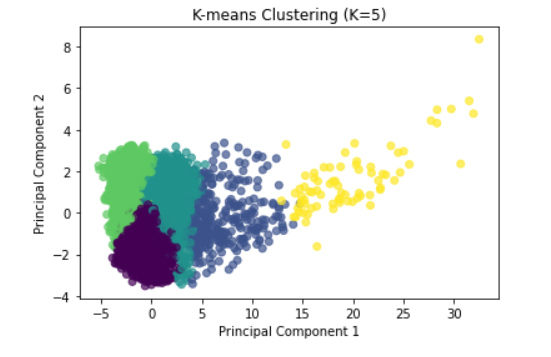 K-means Clustering (K=5)
8
6
4
2
0
−2
−4
Principal Component 2
−5 0 5 10 15 20 25 30
Principal Component 1